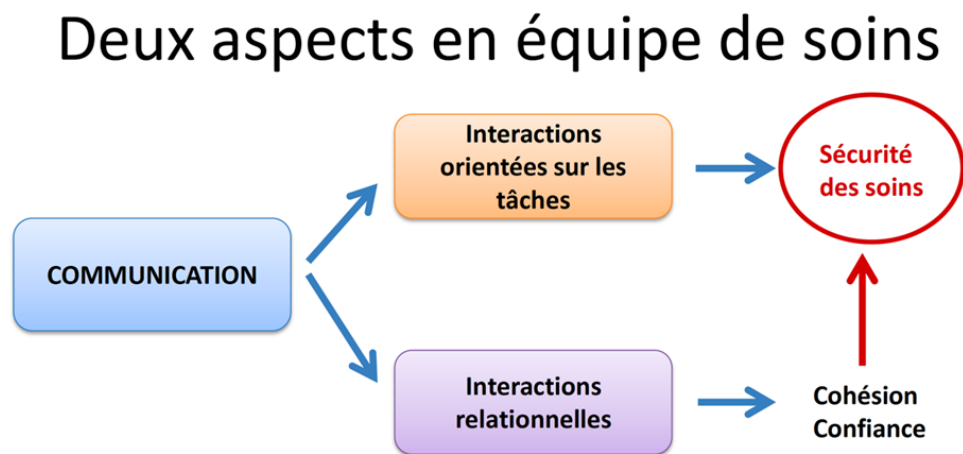 Deux aspects en équipe de soins
Interactions
orientées sur les
tâches
Sécurité
des soins
COMMUNICATION
Interactions
relationnelles
Cohésion
Confiance